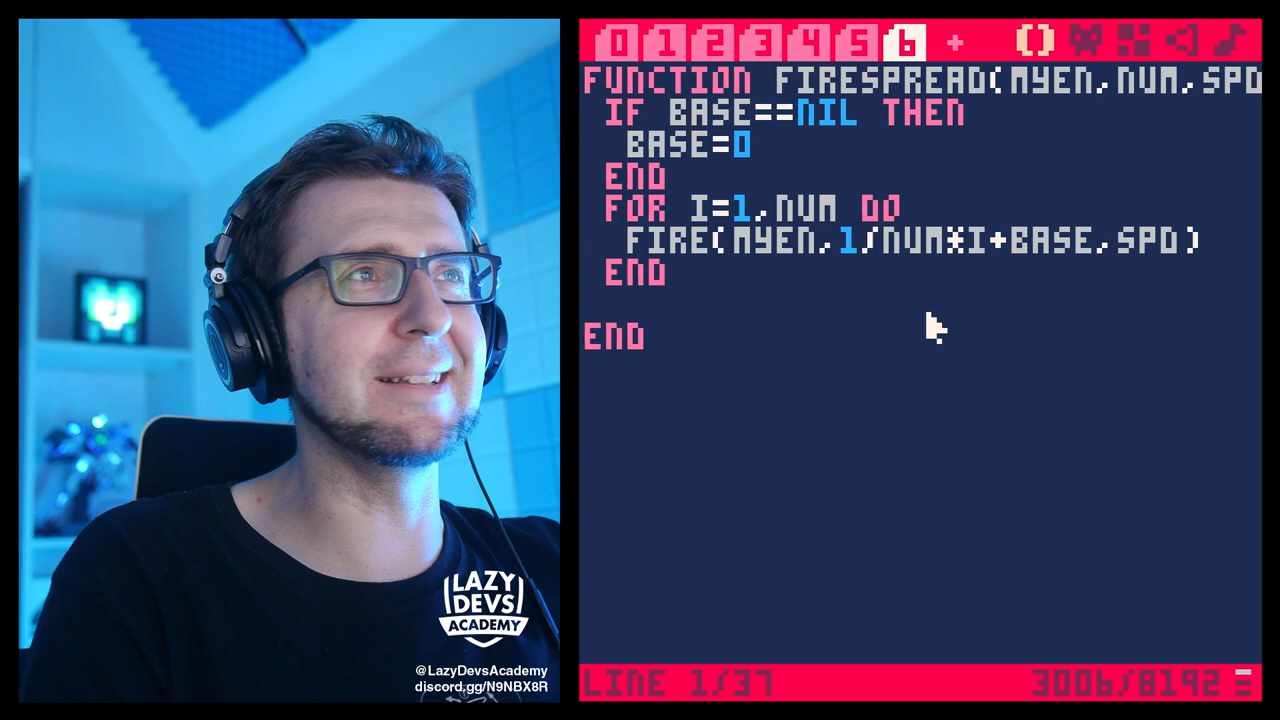 0 1 2 3 4 5 6 +
FUNCTION FIRESPREAD(MYEN,NUM,SPD
IF BASE==NIL THEN
BASE=0
END
FOR I=1,NUM DO
FIRE(MYEN,1/NUM*I+BASE,SPD)
END
END
LINE 1/37
3006/8192
LAZY
DEVS
ACADEMY
@LazyDevsAcademy
discord.gg/N9NBX8R